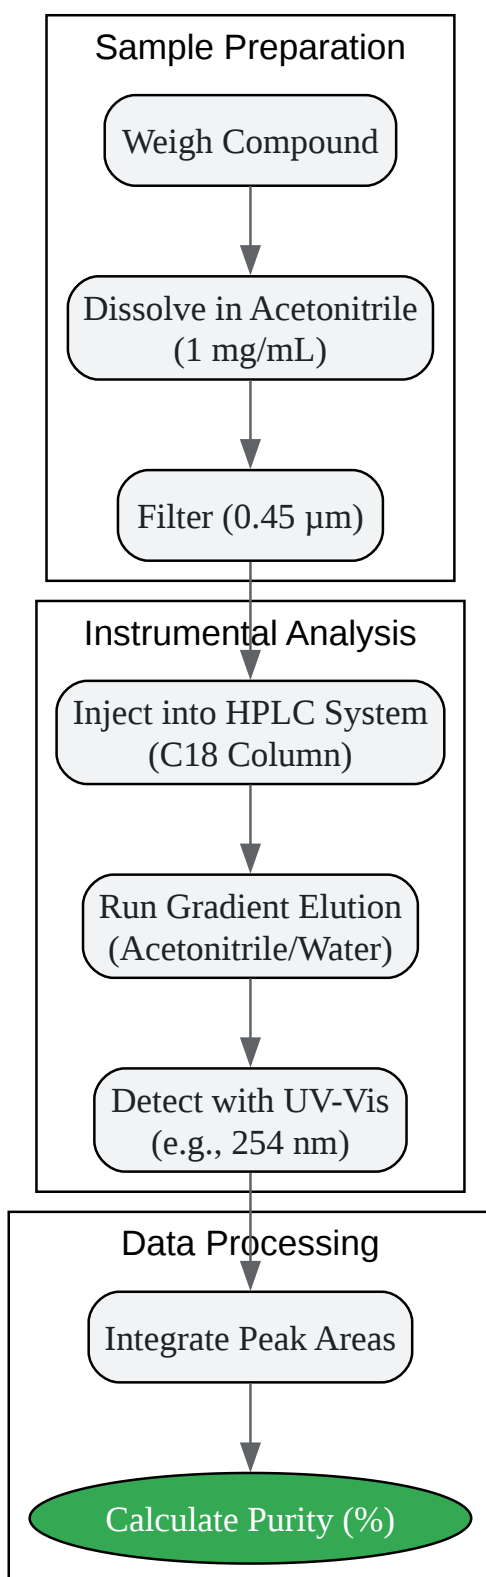 Sample Preparation
Weigh Compound
Dissolve in Acetonitrile
(1 mg/mL)
Filter (0.45 µm)
Instrumental Analysis
Inject into HPLC System
(C18 Column)
Run Gradient Elution
(Acetonitrile/Water)
Detect with UV-Vis
(e.g., 254 nm)
Data Processing
Integrate Peak Areas
Calculate Purity (%)